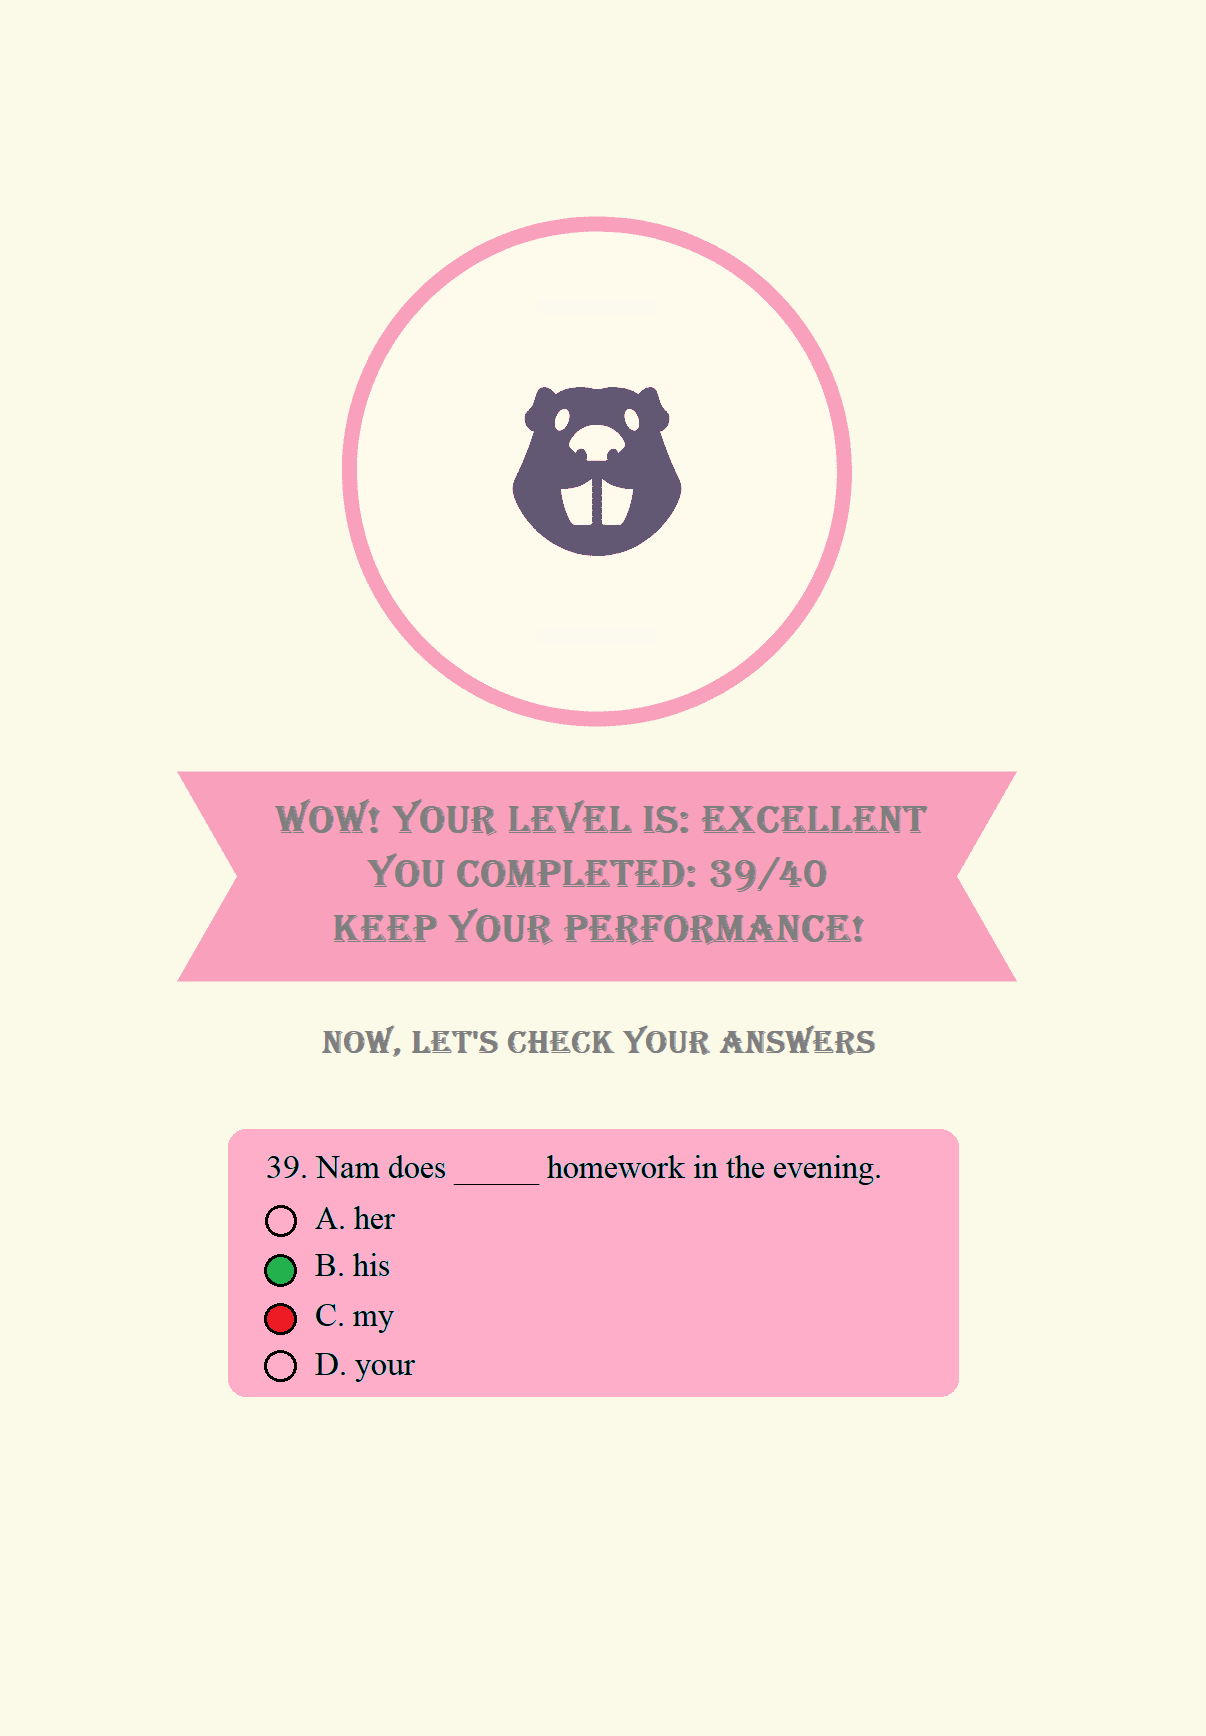 WOW! YOUR LEVEL IS: EXCELLENT
YOU COMPLETED: 39/40
KEEP YOUR PERFORMANCE!
NOW, LET'S CHECK YOUR ANSWERS
39. Nam does _____ homework in the evening.
A. her
B. his
C. my
D. your